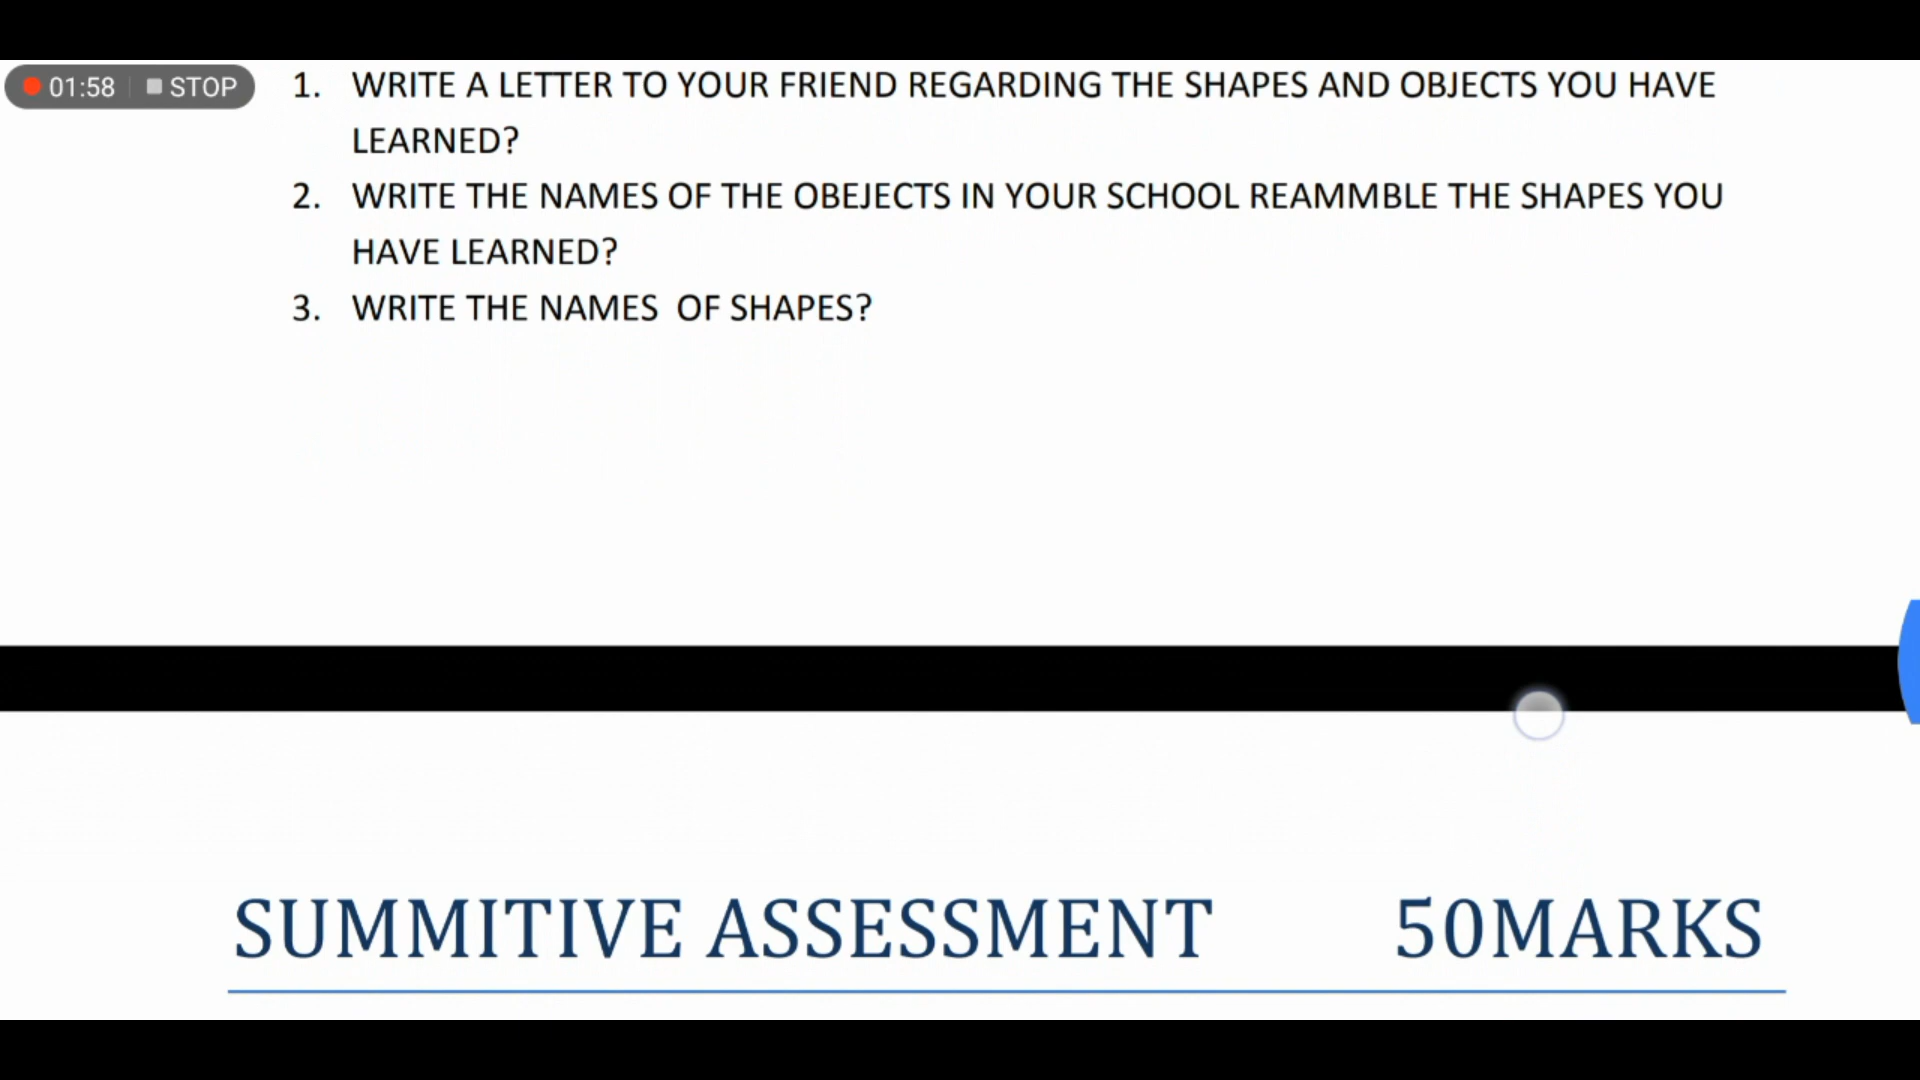 01:58 STOP
1. WRITE A LETTER TO YOUR FRIEND REGARDING THE SHAPES AND OBJECTS YOU HAVE
LEARNED?
2. WRITE THE NAMES OF THE OBEJECTS IN YOUR SCHOOL REAMMBLE THE SHAPES YOU
HAVE LEARNED?
3. WRITE THE NAMES OF SHAPES?
SUMMITIVE ASSESSMENT 50MARKS